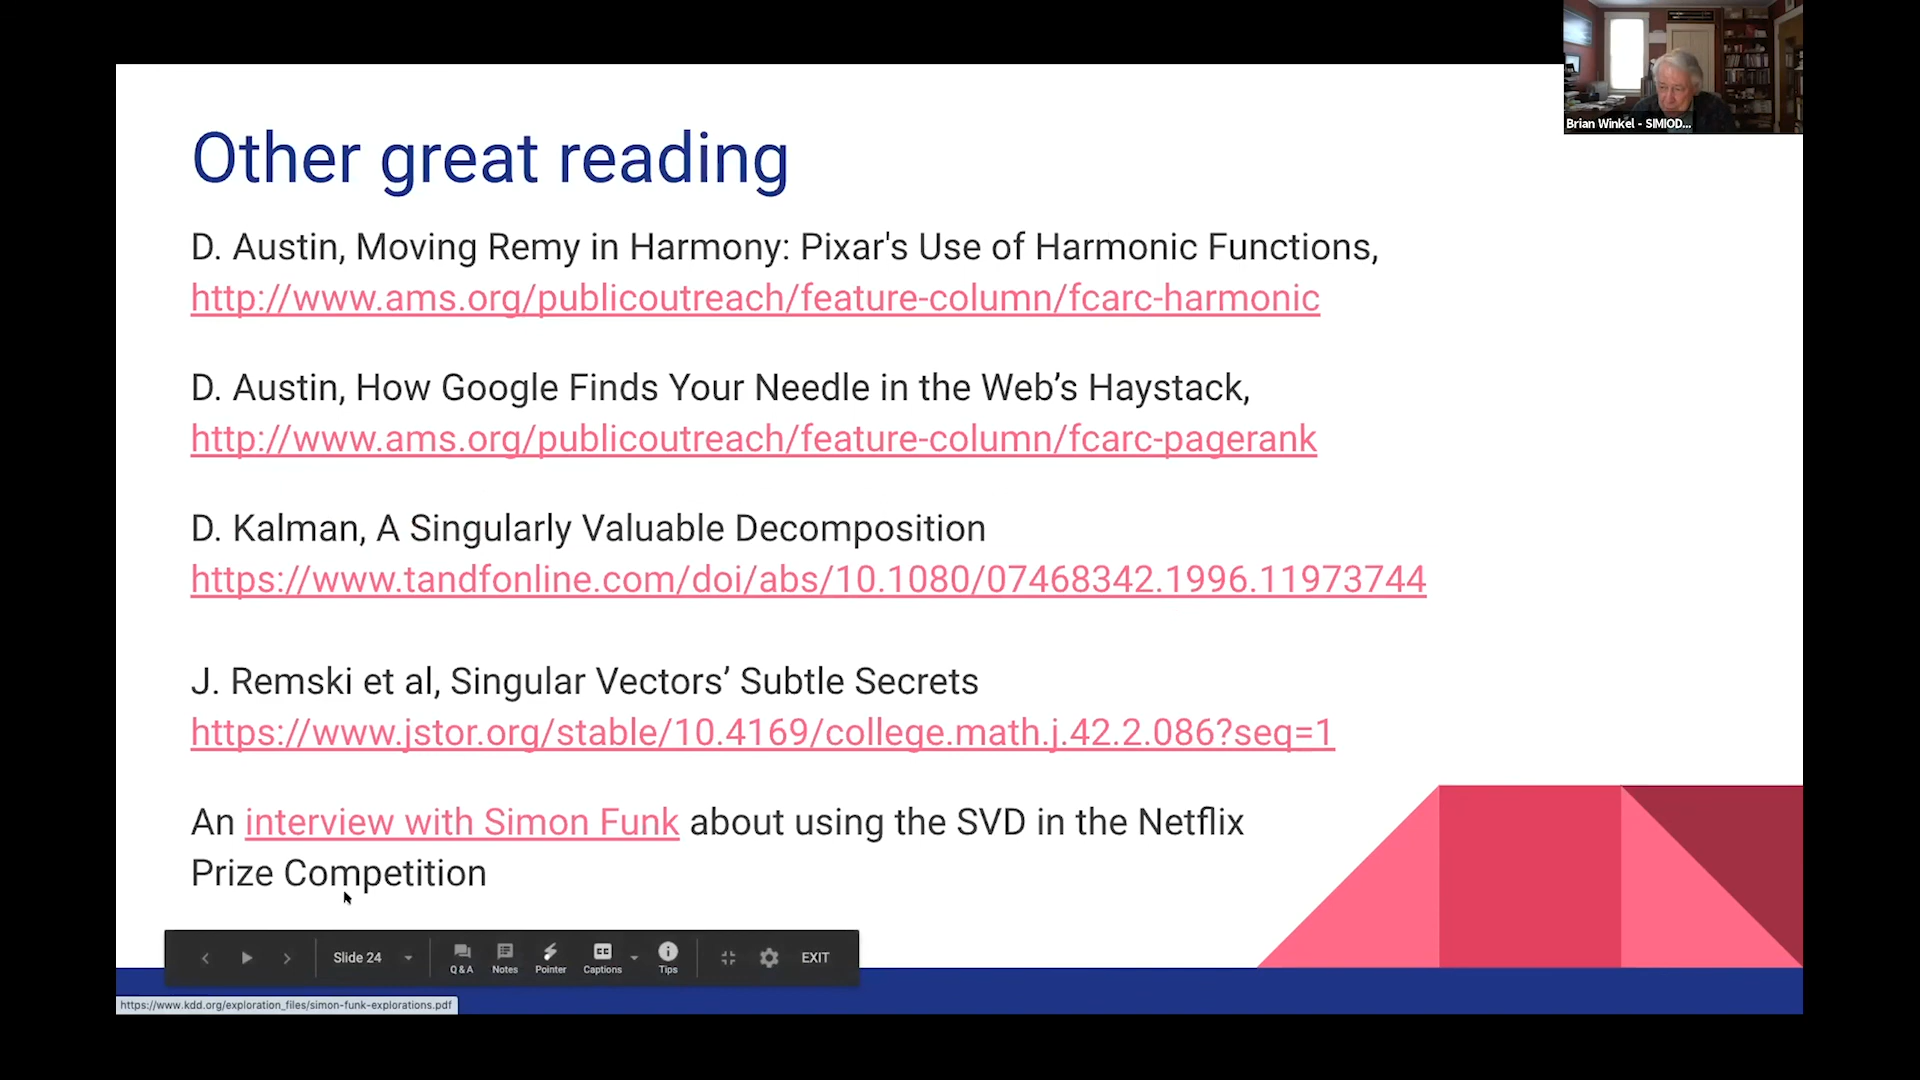 Brian Winkel - SIMIOD...
Other great reading
D. Austin, Moving Remy in Harmony: Pixar's Use of Harmonic Functions,
http://www.ams.org/publicoutreach/feature-column/fcarc-harmonic
D. Austin, How Google Finds Your Needle in the Web’s Haystack,
http://www.ams.org/publicoutreach/feature-column/fcarc-pagerank
D. Kalman, A Singularly Valuable Decomposition
https://www.tandfonline.com/doi/abs/10.1080/07468342.1996.11973744
J. Remski et al, Singular Vectors’ Subtle Secrets
https://www.jstor.org/stable/10.4169/college.math.j.42.2.086?seq=1
An interview with Simon Funk about using the SVD in the Netflix
Prize Competition
Slide 24
Q & A Notes Pointer Captions Tips EXIT
https://www.kdd.org/exploration_files/simon-funk-explorations.pdf